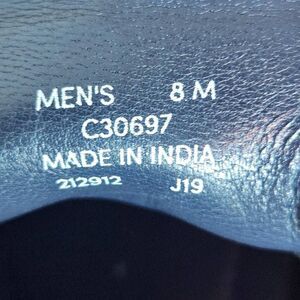 MEN'S 8 M
C30697
MADE IN INDIA
212912 J19